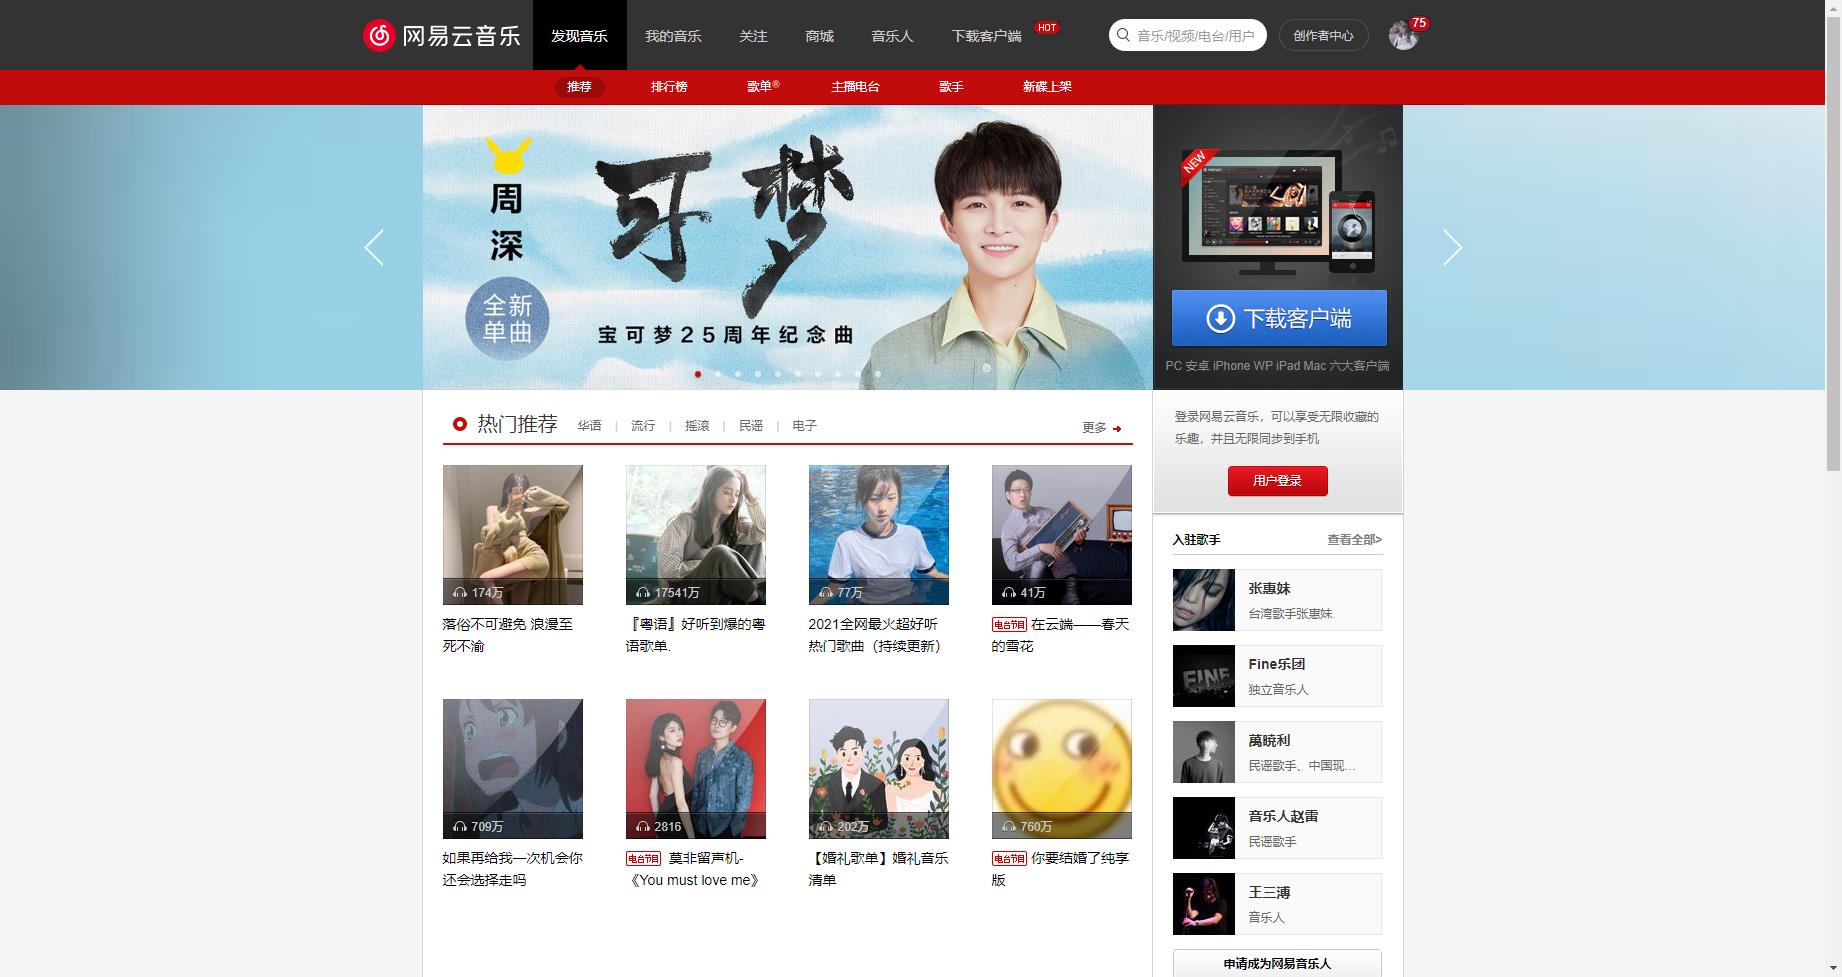 网易云音乐
发现音乐
我的音乐
关注
商城
音乐人
下载客户端
HOT
音乐/视频/电台/用户
创作者中心
75
推荐
排行榜
歌单®
主播电台
歌手
新碟上架
周深
全新
单曲
可梦
宝可梦25周年纪念曲
NEW
下载客户端
PC 安卓 iPhone WP iPad Mac 六大客户端
热门推荐
华语 | 流行 | 摇滚 | 民谣 | 电子
更多
174万
17541万
77万
41万
落俗不可避免 浪漫至
死不渝
『粤语』好听到爆的粤
语歌单.
2021全网最火超好听
热门歌曲（持续更新）
电台节目 在云端——春天
的雪花
709万
2816
202万
760万
如果再给我一次机会你
还会选择走吗
电台节目 莫非留声机-
《You must love me》
【婚礼歌单】婚礼音乐
清单
电台节目 你要结婚了纯享
版
登录网易云音乐，可以享受无限收藏的
乐趣，并且无限同步到手机
用户登录
入驻歌手
查看全部>
张惠妹
台湾歌手张惠妹
FINE
Fine乐团
独立音乐人
萬曉利
民谣歌手、中国现...
音乐人赵雷
民谣歌手
王三溥
音乐人
申请成为网易音乐人